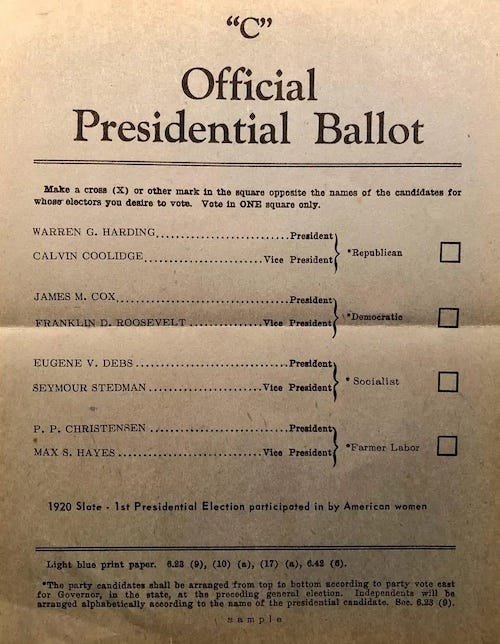 “C”
Official
Presidential Ballot
Make a cross (X) or other mark in the square opposite the names of the candidates for
whose electors you desire to vote. Vote in ONE square only.
WARREN G. HARDING..............................President
CALVIN COOLIDGE..........................Vice President
*Republican
JAMES M. COX.......................................President
FRANKLIN D. ROOSEVELT................Vice President
*Democratic
EUGENE V. DEBS...................................President
SEYMOUR STEDMAN.........................Vice President
* Socialist
P. P. CHRISTENSEN................................President
MAX S. HAYES.................................Vice President
*Farmer Labor
1920 Slate - 1st Presidential Election participated in by American women
Light blue print paper. 6.23 (9), (10) (a), (17) (a), 6.42 (6).
*The party candidates shall be arranged from top to bottom according to party vote cast
for Governor, in the state, at the preceding general election. Independents will be
arranged alphabetically according to the name of the presidential candidate. Sec. 6.23 (9).
sample